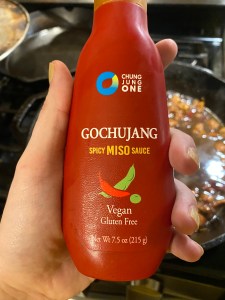 CHUNG
JUNG
ONE
GOCHUJANG
SPICY MISO SAUCE
Vegan
Gluten Free
Net Wt 7.5 oz (215 g)